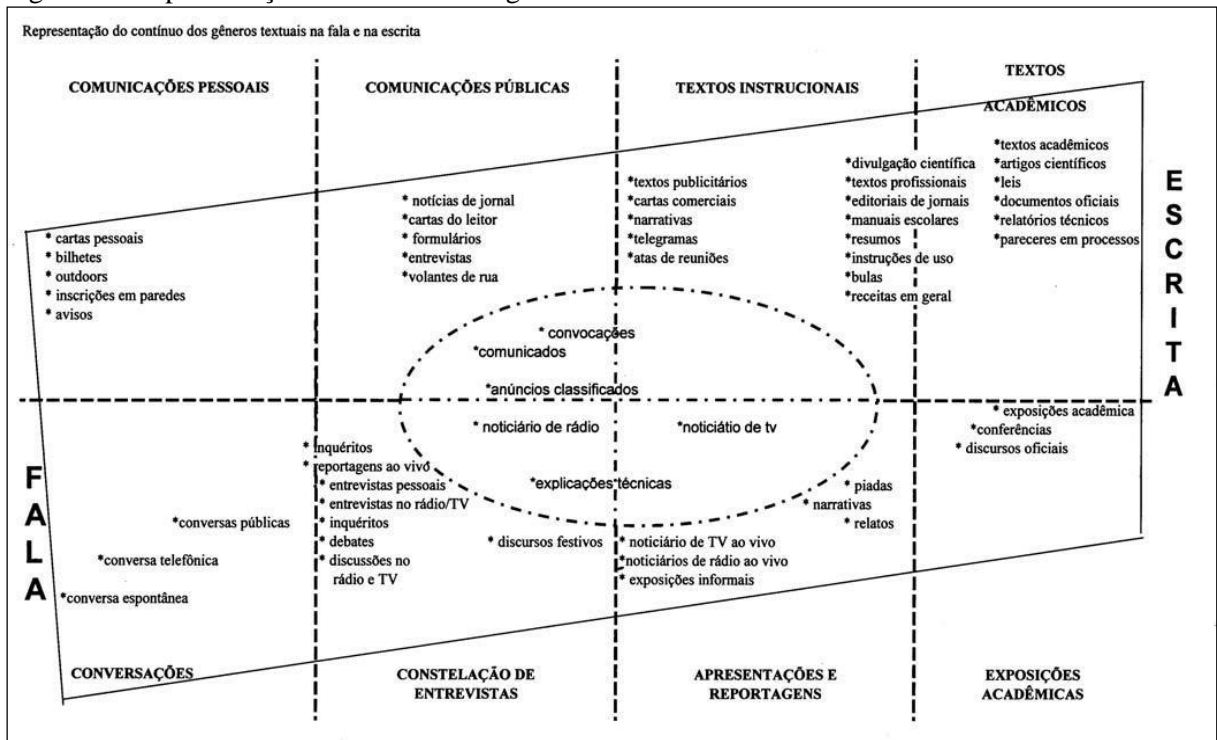 Representação do contínuo dos gêneros textuais na fala e na escrita
COMUNICAÇÕES PESSOAIS
COMUNICAÇÕES PÚBLICAS
TEXTOS INSTRUCIONAIS
TEXTOS
ACADÊMICOS
* cartas pessoais
* bilhetes
* outdoors
* inscrições em paredes
* avisos
* notícias de jornal
*cartas do leitor
* formulários
*entrevistas
*volantes de rua
*textos publicitários
*cartas comerciais
*narrativas
*telegramas
*atas de reuniões
*divulgação científica
*textos profissionais
*editoriais de jornais
*manuais escolares
*resumos
*instruções de uso
*bulas
*receitas em geral
*textos acadêmicos
*artigos científicos
*leis
*documentos oficiais
*relatórios técnicos
*pareceres em processos
ESCRITA
* convocações
*comunicados
*anúncios classificados
* noticiário de rádio
*noticiátio de tv
*explicações técnicas
FALA
*conversas públicas
*conversa telefônica
*conversa espontânea
* inquéritos
* reportagens ao vivo
* entrevistas pessoais
* entrevistas no rádio/TV
* inquéritos
* debates
* discussões no
rádio e TV
* discursos festivos
* noticiário de TV ao vivo
*noticiários de rádio ao vivo
* exposições informais
* piadas
* narrativas
* relatos
* exposições acadêmica
*conferências
* discursos oficiais
CONVERSAÇÕES
CONSTELAÇÃO DE
ENTREVISTAS
APRESENTAÇÕES E
REPORTAGENS
EXPOSIÇÕES
ACADÊMICAS